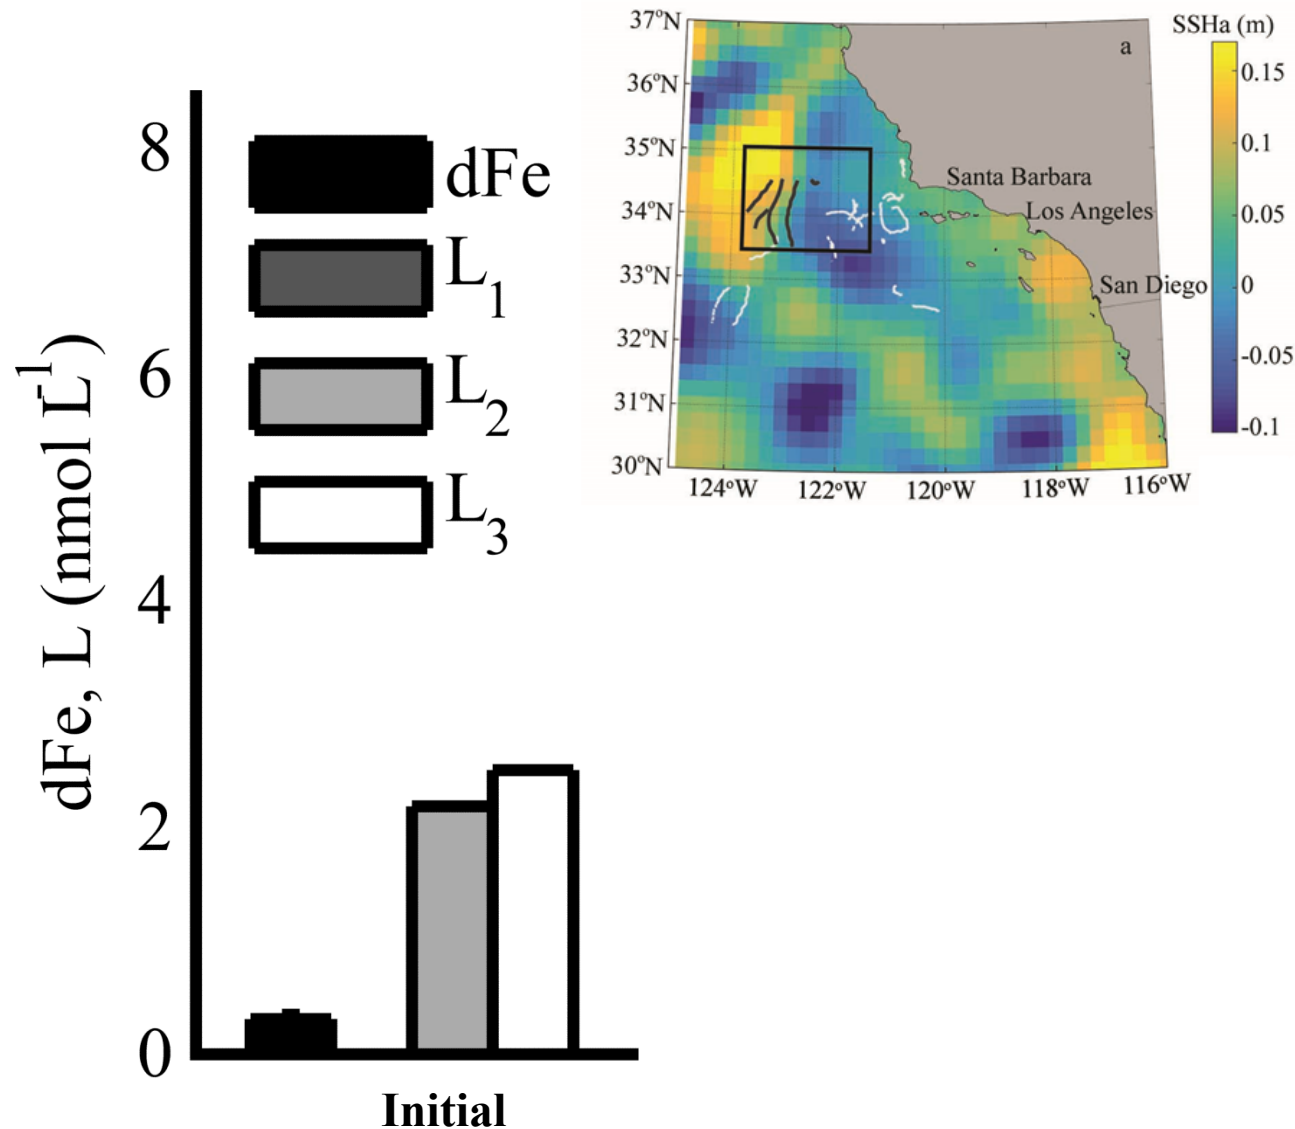 dFe, L (nmol L-1)
8
6
4
2
0
dFe
L1
L2
L3
Initial
37°N
36°N
35°N
34°N
33°N
32°N
31°N
30°N
124°W
122°W
120°W
118°W
116°W
a
Santa Barbara
Los Angeles
San Diego
SSHa (m)
0.15
0.1
0.05
0
-0.05
-0.1